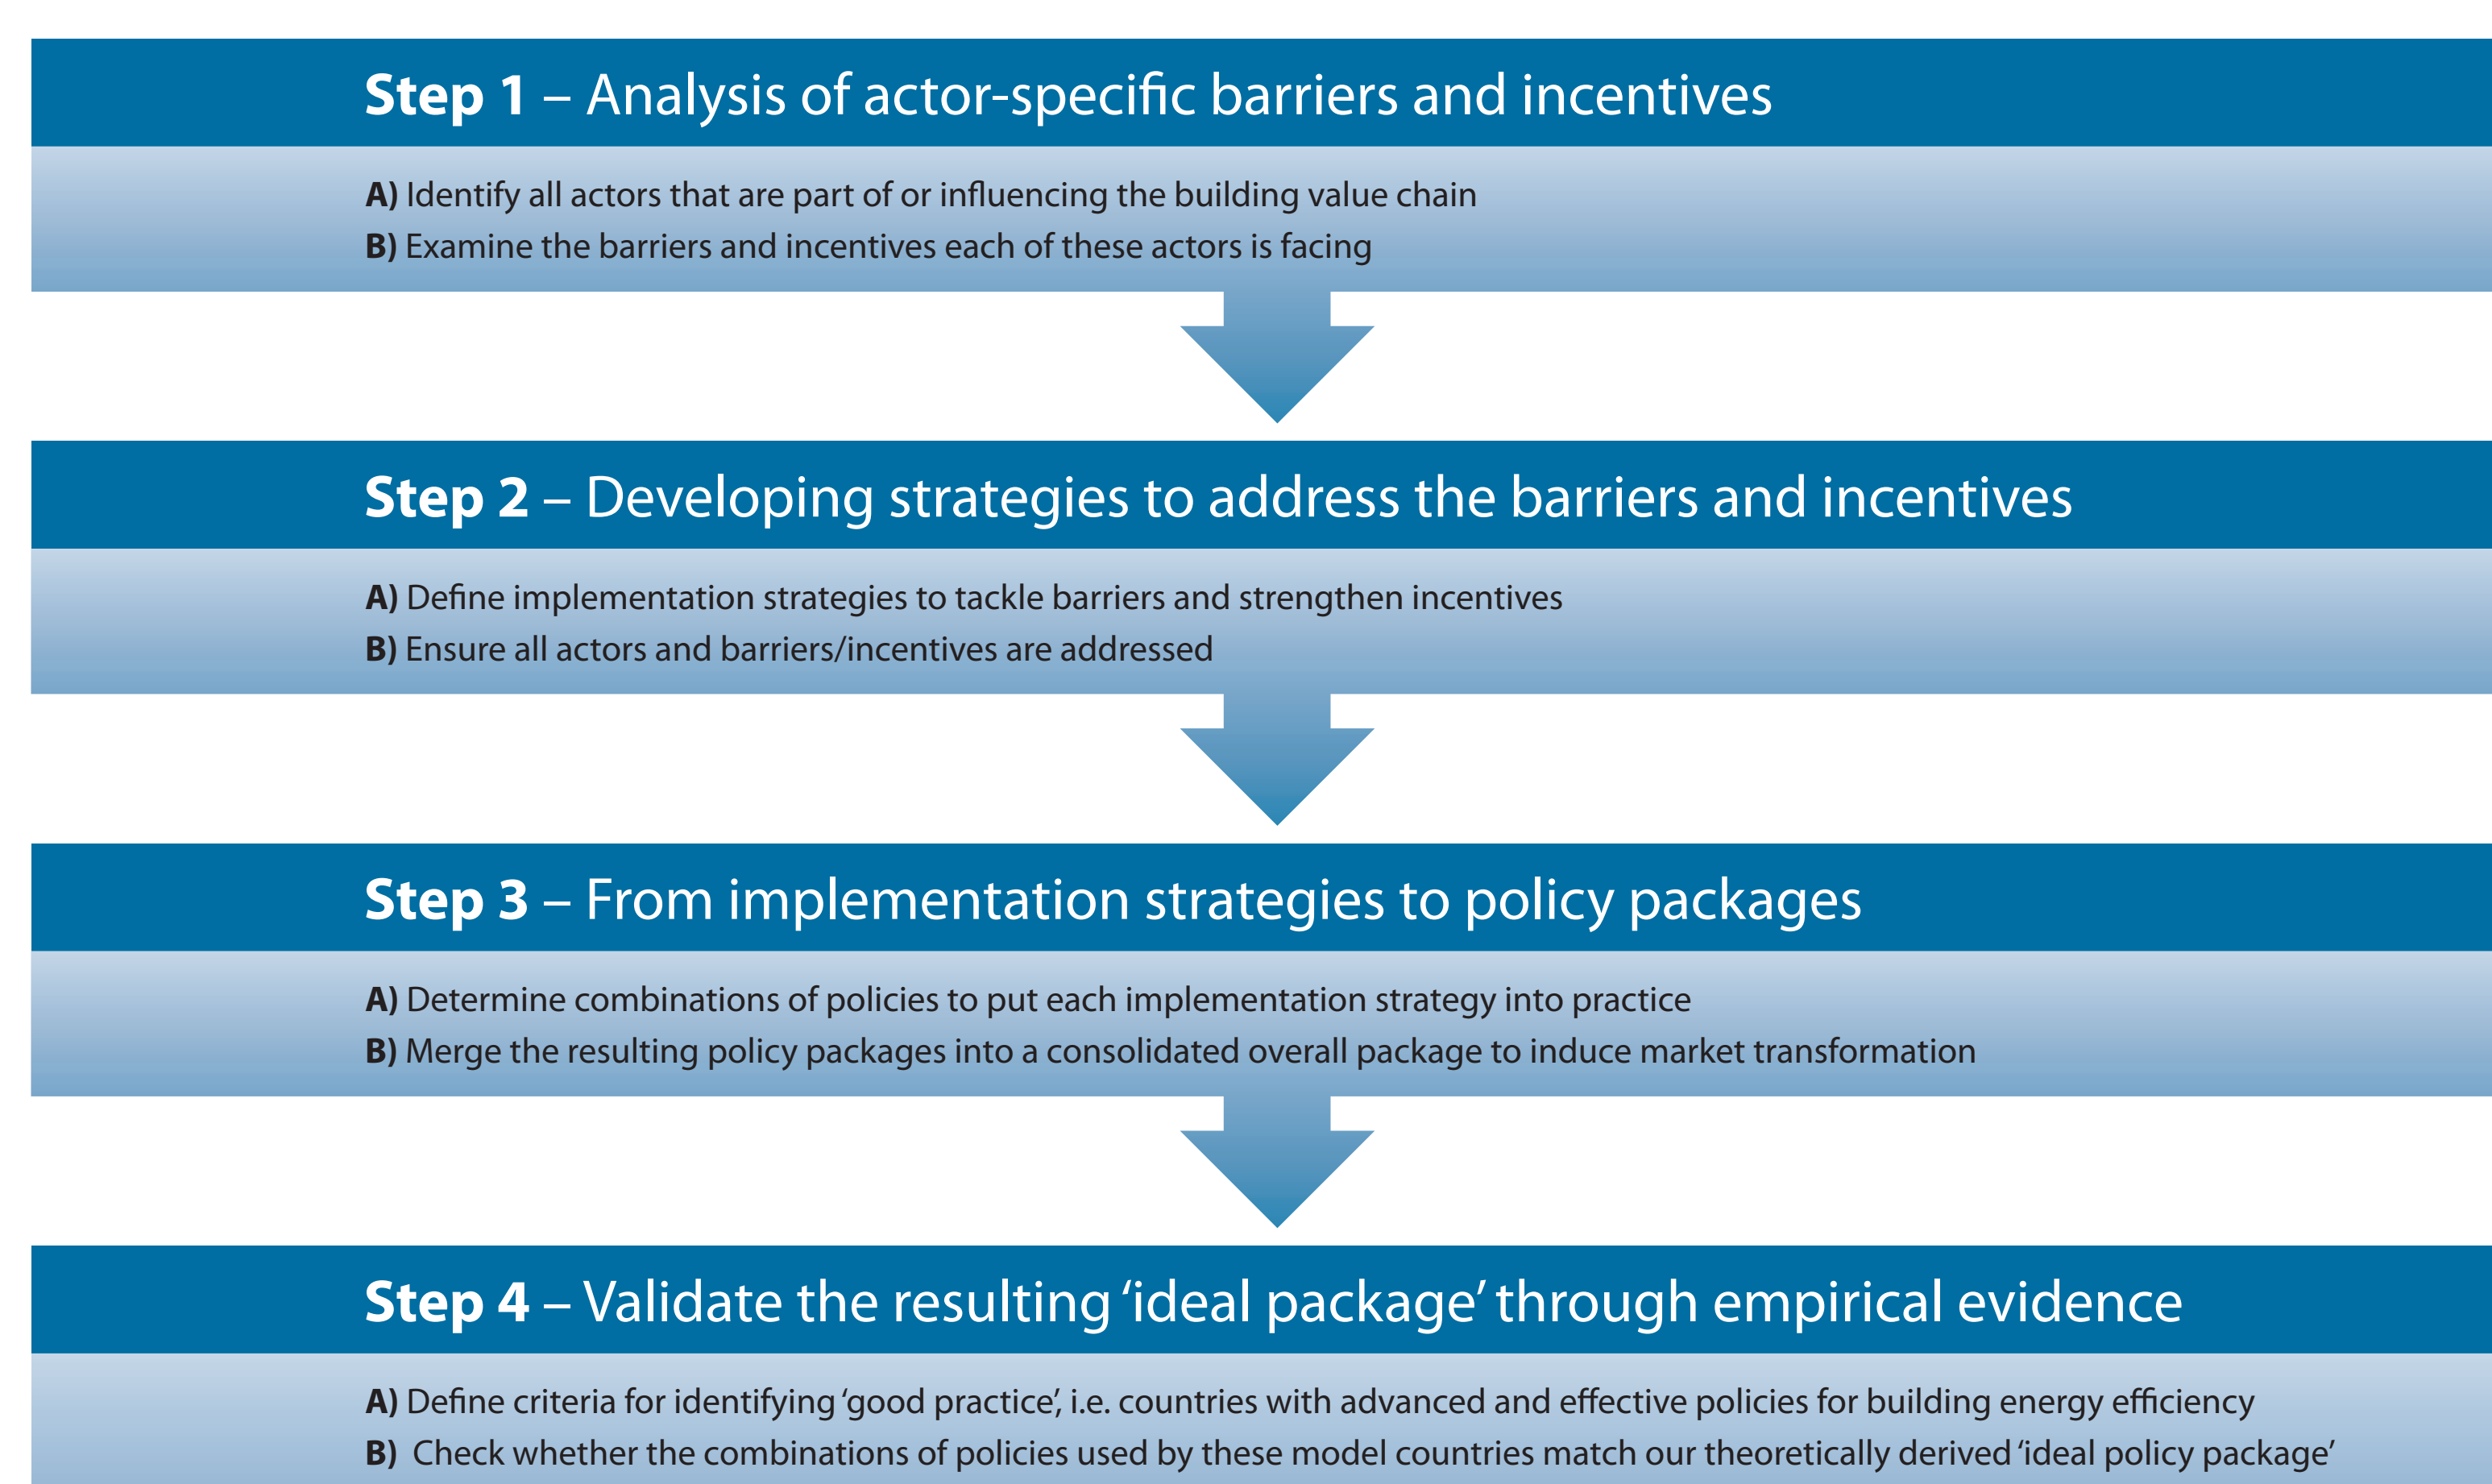 Step 1 – Analysis of actor-specific barriers and incentives
A) Identify all actors that are part of or influencing the building value chain
B) Examine the barriers and incentives each of these actors is facing
Step 2 – Developing strategies to address the barriers and incentives
A) Define implementation strategies to tackle barriers and strengthen incentives
B) Ensure all actors and barriers/incentives are addressed
Step 3 – From implementation strategies to policy packages
A) Determine combinations of policies to put each implementation strategy into practice
B) Merge the resulting policy packages into a consolidated overall package to induce market transformation
Step 4 – Validate the resulting ‘ideal package’ through empirical evidence
A) Define criteria for identifying ‘good practice’, i.e. countries with advanced and effective policies for building energy efficiency
B) Check whether the combinations of policies used by these model countries match our theoretically derived ‘ideal policy package’